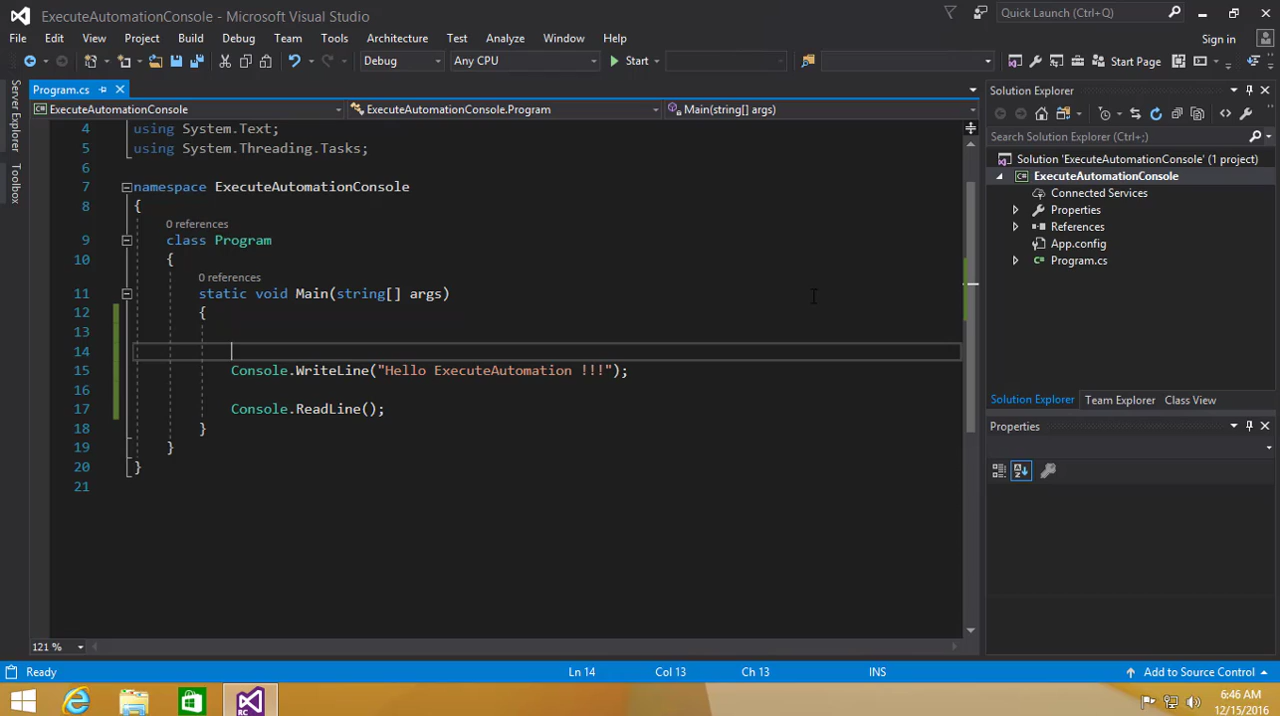 ExecuteAutomationConsole - Microsoft Visual Studio
Quick Launch (Ctrl+Q)
File Edit View Project Build Debug Team Tools Architecture Test Analyze Window Help
Sign in
Debug Any CPU Start Start Page
Server Explorer
Toolbox
Program.cs
ExecuteAutomationConsole ExecuteAutomationConsole.Program Main(string[] args)
4 using System.Text;
5 using System.Threading.Tasks;
6
7 namespace ExecuteAutomationConsole
8 {
0 references
9 class Program
10 {
0 references
11 static void Main(string[] args)
12 {
13
14
15 Console.WriteLine("Hello ExecuteAutomation !!!");
16
17 Console.ReadLine();
18 }
19 }
20 }
21
121 %
Solution Explorer
Search Solution Explorer (Ctrl+;)
Solution 'ExecuteAutomationConsole' (1 project)
C# ExecuteAutomationConsole
Connected Services
Properties
References
App.config
C# Program.cs
Solution Explorer Team Explorer Class View
Properties
Ready Ln 14 Col 13 Ch 13 INS Add to Source Control
RC
6:46 AM
12/15/2016